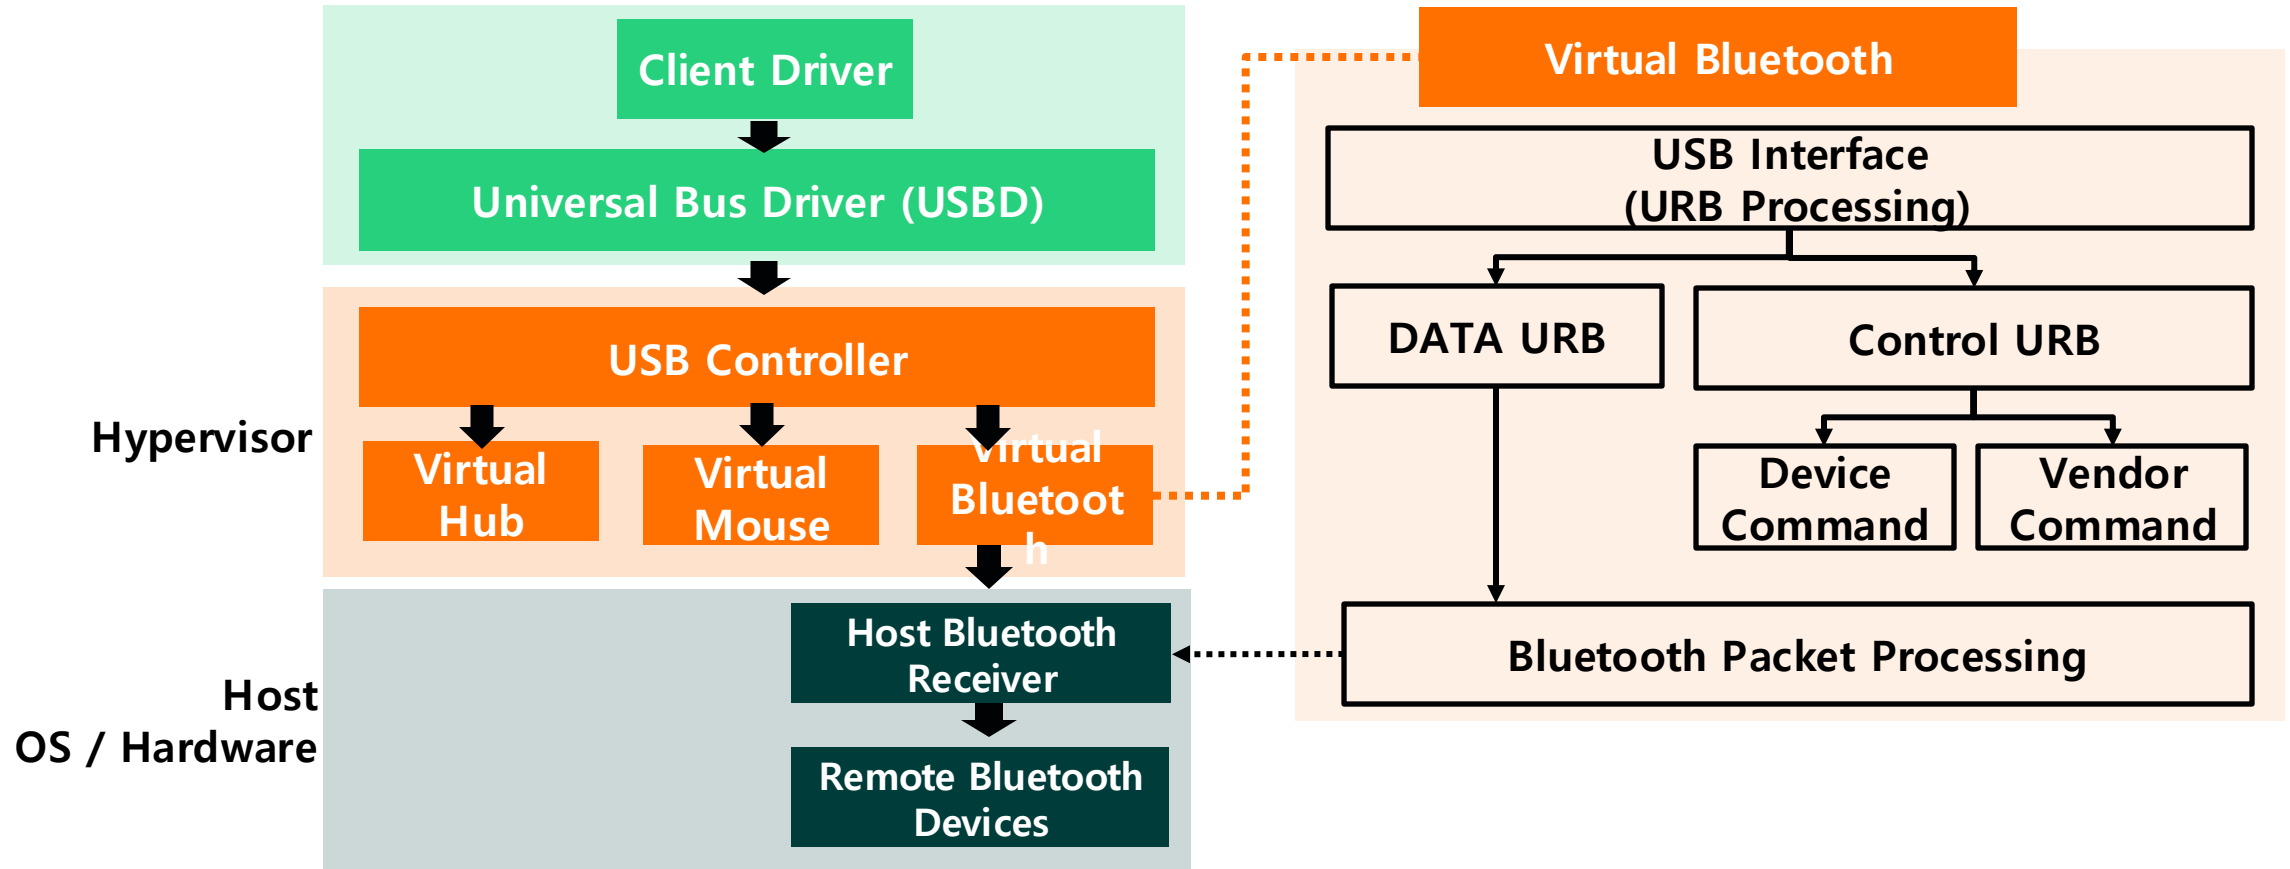 Client Driver
Universal Bus Driver (USBD)
Hypervisor
USB Controller
Virtual
Hub
Virtual
Mouse
Virtual
Bluetoot
h
Host
OS / Hardware
Host Bluetooth
Receiver
Remote Bluetooth
Devices
Virtual Bluetooth
USB Interface
(URB Processing)
DATA URB
Control URB
Device
Command
Vendor
Command
Bluetooth Packet Processing